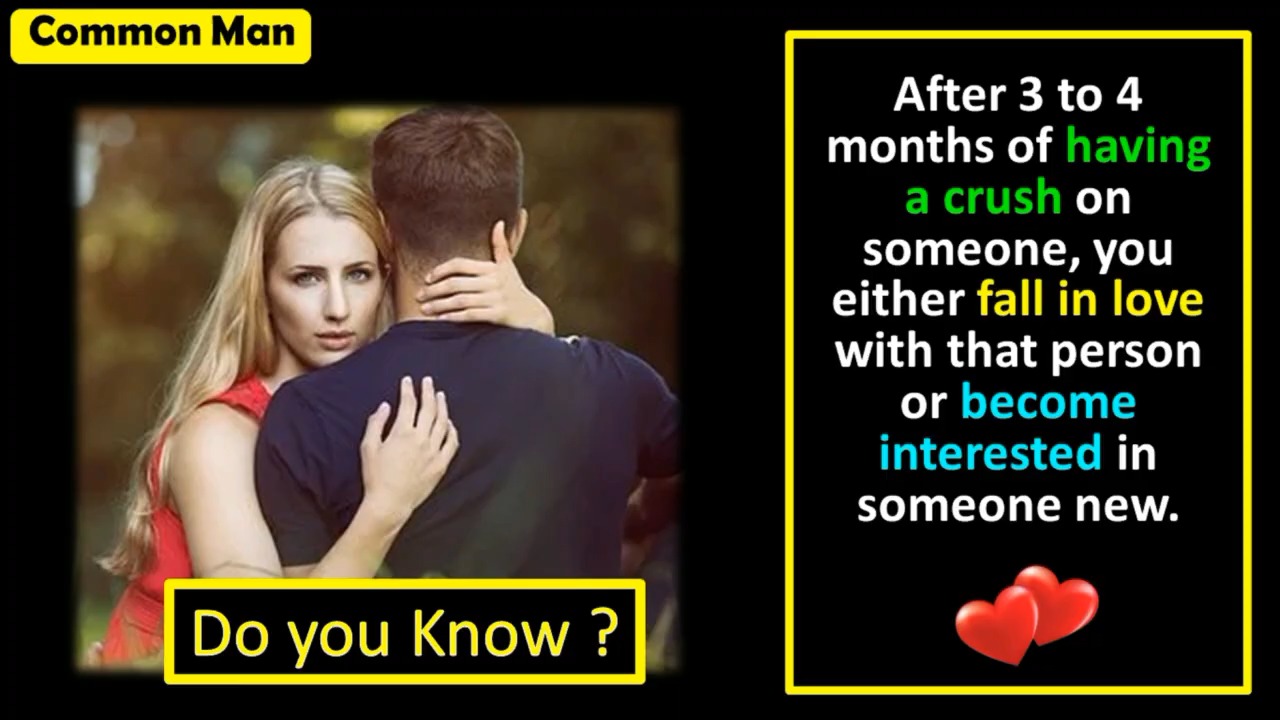 Common Man
After 3 to 4
months of having
a crush on
someone, you
either fall in love
with that person
or become
interested in
someone new.
Do you Know ?